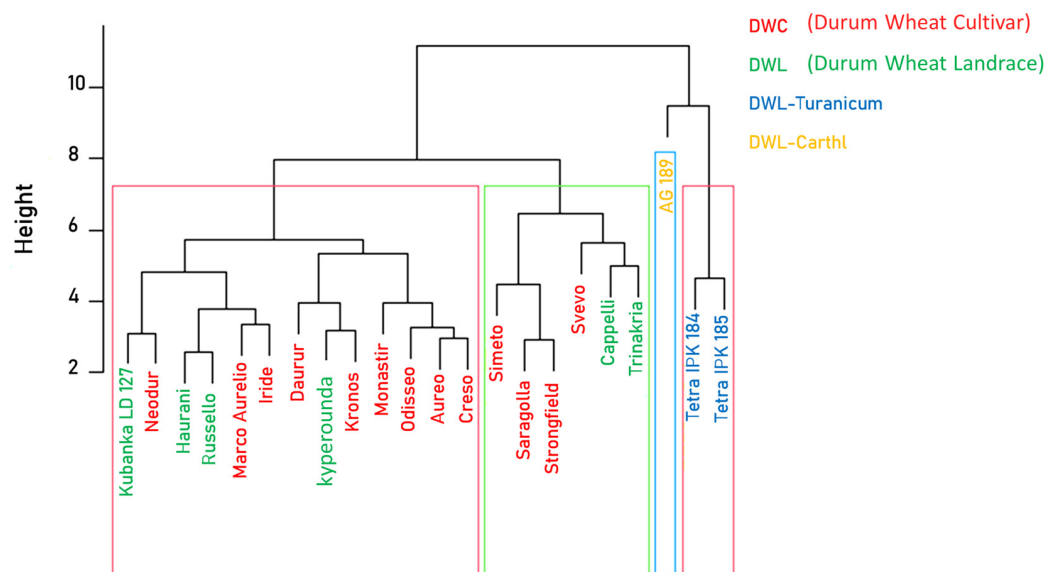 DWC (Durum Wheat Cultivar)
DWL (Durum Wheat Landrace)
DWL-Turanicum
DWL-Carthl
Height
10
8
6
4
2
Kubanka LD 127
Neodur
Haurani
Russello
Marco Aurelio
Iride
Daurur
kyperounda
Kronos
Monastir
Odisseo
Aureo
Creso
Simeto
Saragolla
Strongfield
Svevo
Cappelli
Trinakria
AG 189
Tetra IPK 184
Tetra IPK 185